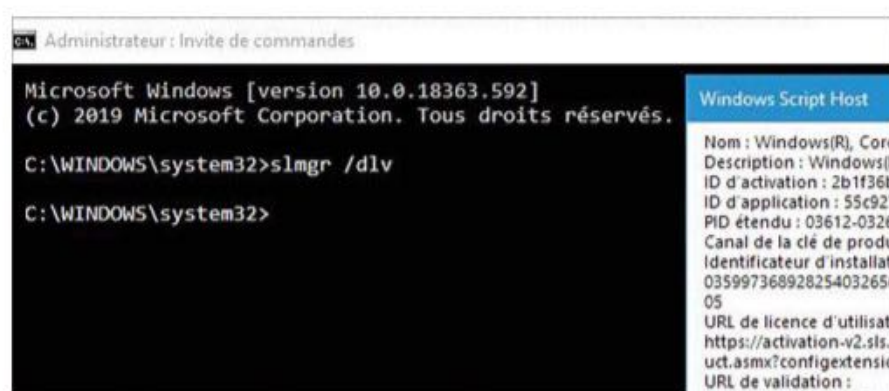 Administrateur : Invite de commandes
Microsoft Windows [version 10.0.18363.592]
(c) 2019 Microsoft Corporation. Tous droits réservés.
C:\WINDOWS\system32>slmgr /dlv
C:\WINDOWS\system32>
Windows Script Host
Nom : Windows(R), Cor
Description : Windows(
ID d'activation : 2b1f36
ID d'application : 55c92
PID étendu : 03612-0326
Canal de la clé de produ
Identificateur d'installat
03599736892825403265
05
URL de licence d'utilisat
https://activation-v2.sls.
uct.asmx?configextensi
URL de validation :